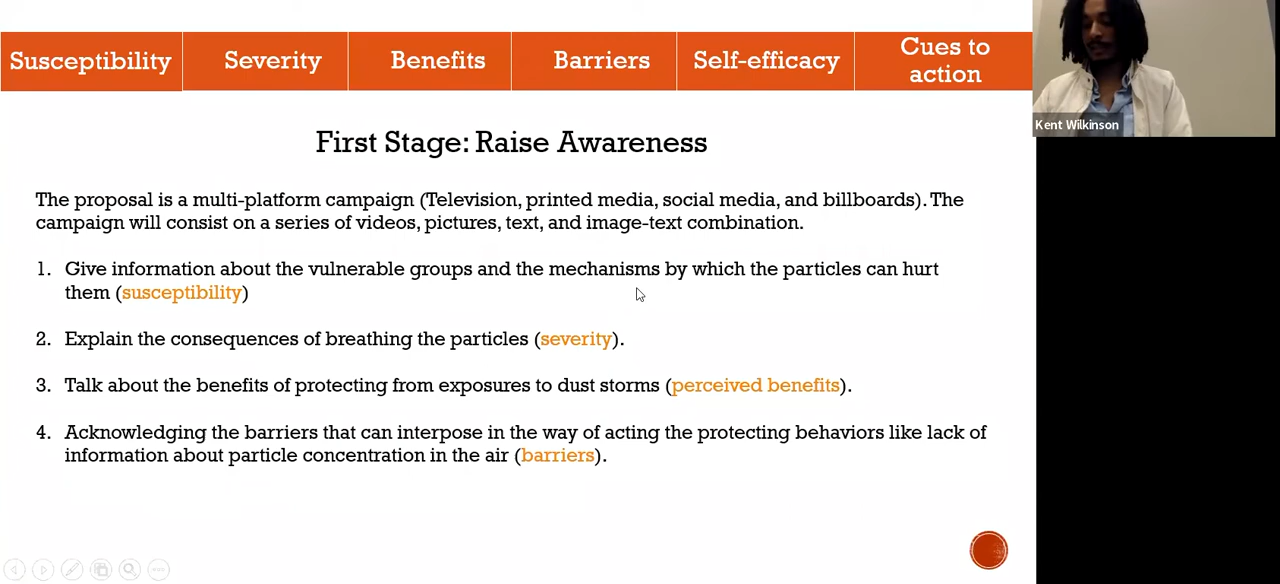 Susceptibility Severity Benefits Barriers Self-efficacy Cues to
action
Kent Wilkinson
First Stage: Raise Awareness
The proposal is a multi-platform campaign (Television, printed media, social media, and billboards). The
campaign will consist on a series of videos, pictures, text, and image-text combination.
1. Give information about the vulnerable groups and the mechanisms by which the particles can hurt
them (susceptibility)
2. Explain the consequences of breathing the particles (severity).
3. Talk about the benefits of protecting from exposures to dust storms (perceived benefits).
4. Acknowledging the barriers that can interpose in the way of acting the protecting behaviors like lack of
information about particle concentration in the air (barriers).